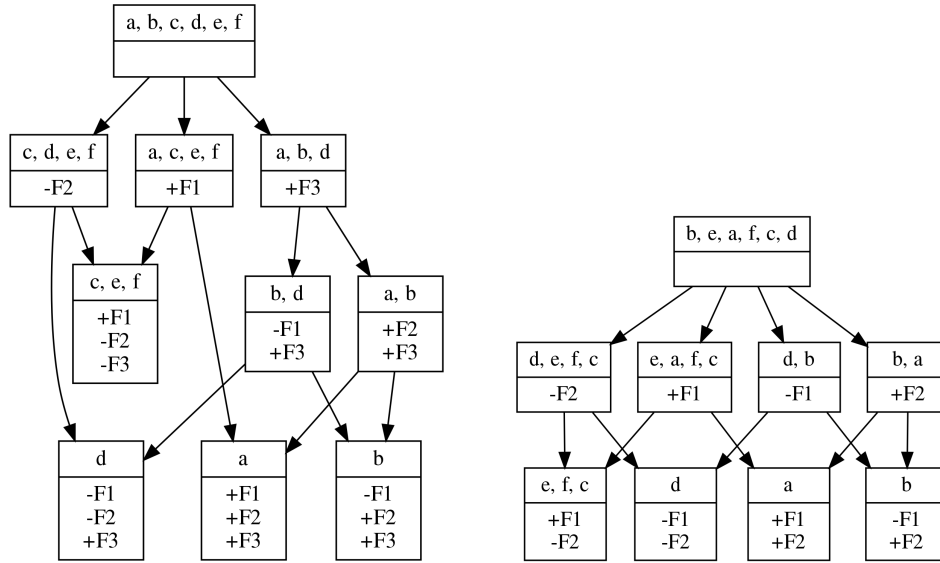 a, b, c, d, e, f
c, d, e, f
-F2
a, c, e, f
+F1
a, b, d
+F3
c, e, f
+F1
-F2
-F3
b, d
-F1
+F3
a, b
+F2
+F3
d
-F1
-F2
+F3
a
+F1
+F2
+F3
b
-F1
+F2
+F3
b, e, a, f, c, d
d, e, f, c
-F2
e, a, f, c
+F1
d, b
-F1
b, a
+F2
e, f, c
+F1
-F2
d
-F1
-F2
a
+F1
+F2
b
-F1
+F2